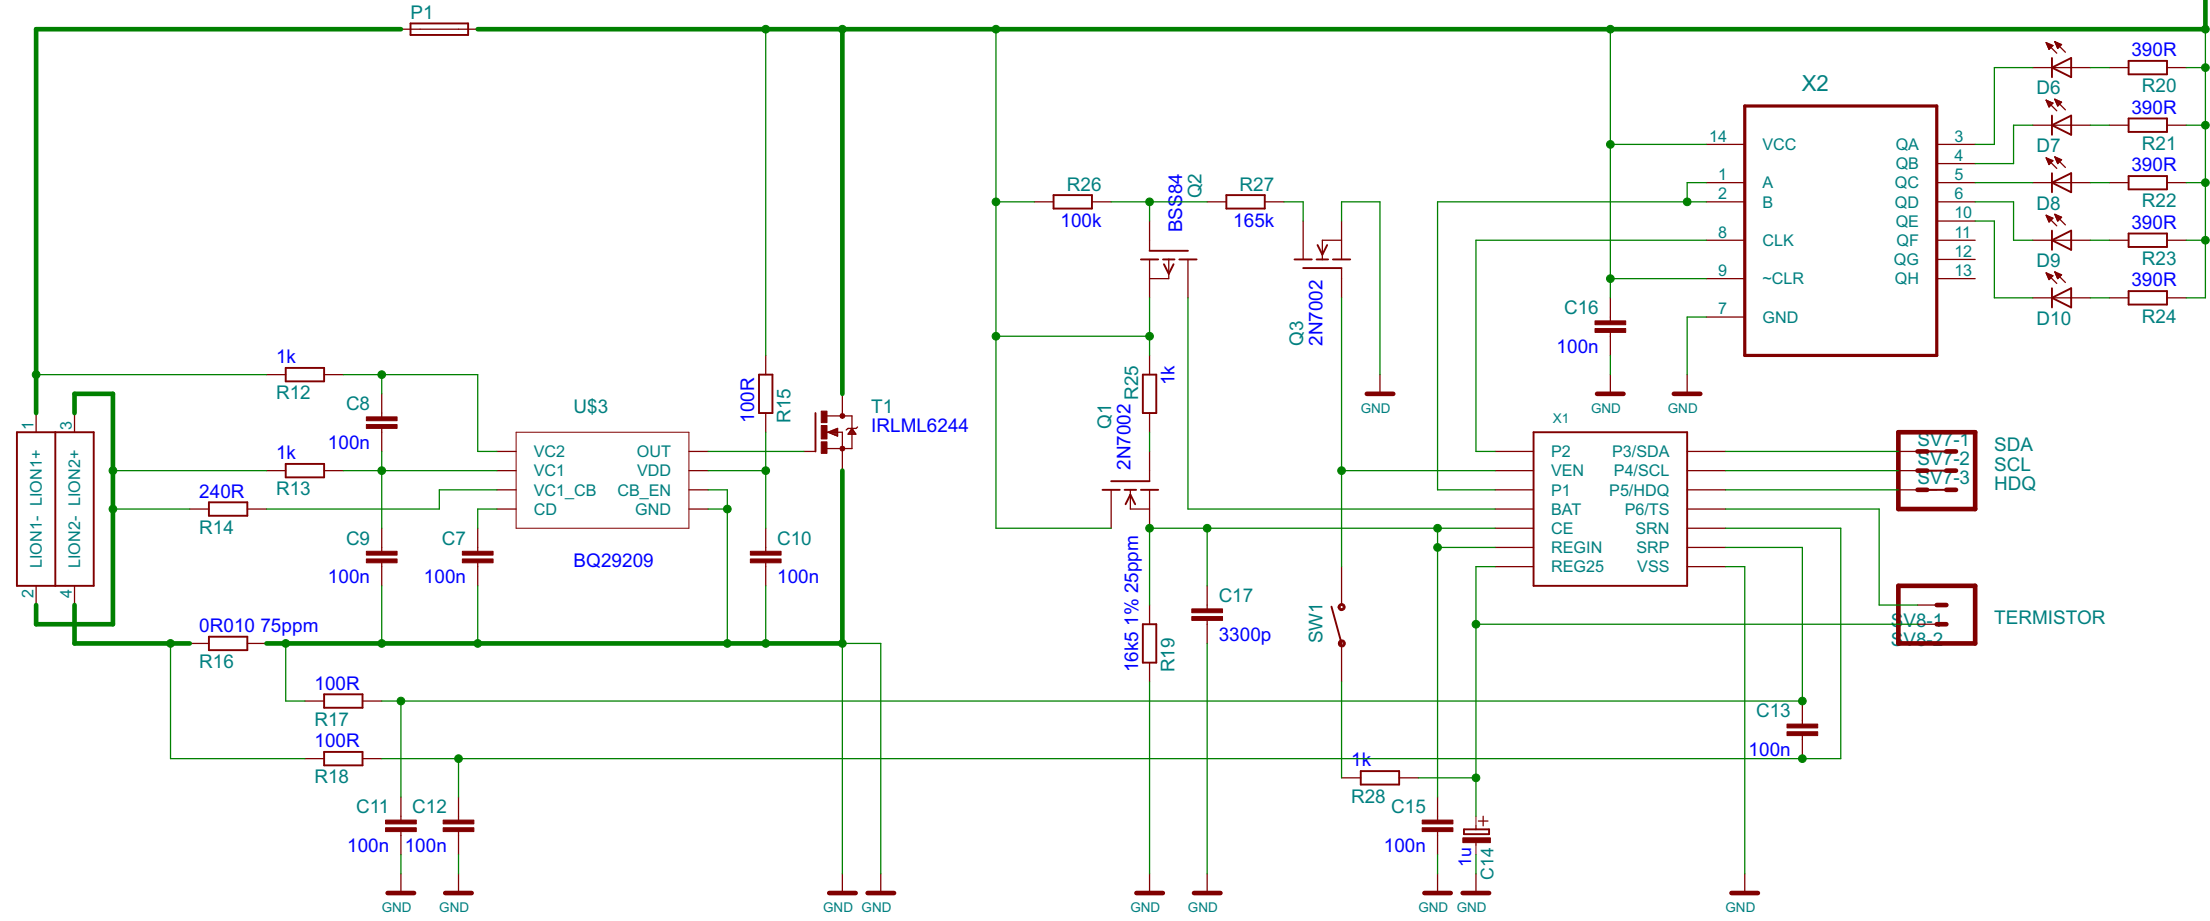 P1
390R
R20
D6
390R
R21
D7
390R
R22
D8
390R
R23
D9
390R
R24
D10
X2
14 VCC
1 A
2 B
8 CLK
9 ~CLR
7 GND
QA 3
QB 4
QC 5
QD 6
QE 10
QF 11
QG 12
QH 13
R26
100k
BSS84
Q2
R27
165k
Q3
2N7002
GND
C16
100n
GND
GND
1k
R12
C8
100n
1k
R13
240R
R14
C9
100n
C7
100n
U$3
VC2
VC1
VC1_CB
CD
OUT
VDD
CB_EN
GND
BQ29209
100R
R15
C10
100n
T1
IRLML6244
1
3
LION1- LION1+
LION2- LION2+
2
4
0R010 75ppm
R16
R25
1k
Q1
2N7002
16k5 1% 25ppm
R19
C17
3300p
SW1
X1
P2
VEN
P1
BAT
CE
REGIN
REG25
P3/SDA
P4/SCL
P5/HDQ
P6/TS
SRN
SRP
VSS
SV7-1 SDA
SV7-2 SCL
SV7-3 HDQ
TERMISTOR
SV8-1
SV8-2
100R
R17
100R
R18
C13
100n
1k
R28
C11
100n
C12
100n
C15
100n
1u
C14
+
GND
GND
GND
GND
GND
GND
GND
GND
GND